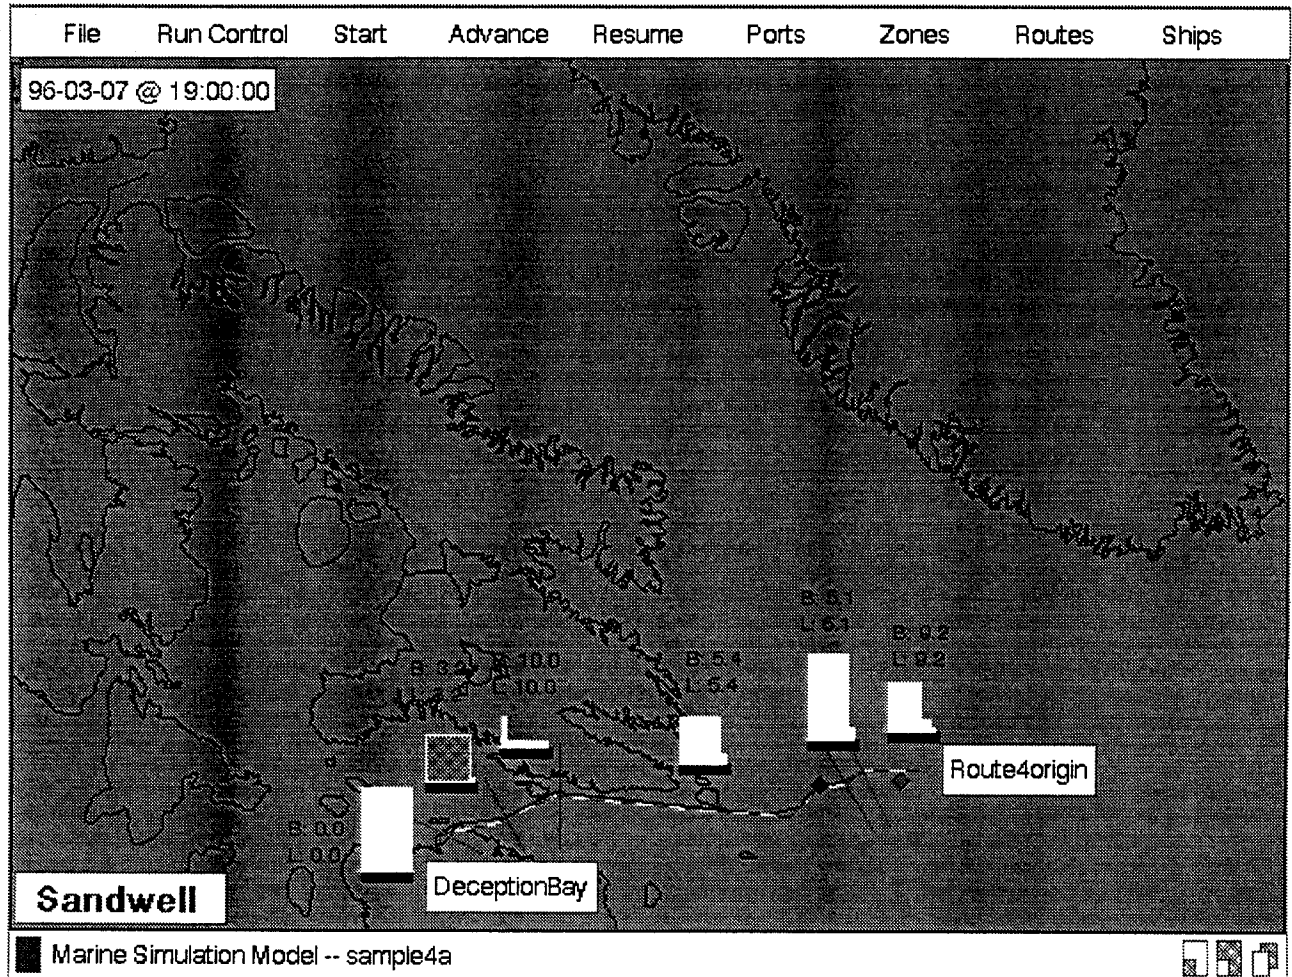 File Run Control Start Advance Resume Ports Zones Routes Ships
96-03-07 @ 19:00:00
B: 5.1
L: 5.1
B: 9.2
L: 9.2
B: 5.4
L: 5.4
10.0
L: 10.0
B: 0.0
L: 0.0
Route4origin
DeceptionBay
Sandwell
Marine Simulation Model -- sample4a